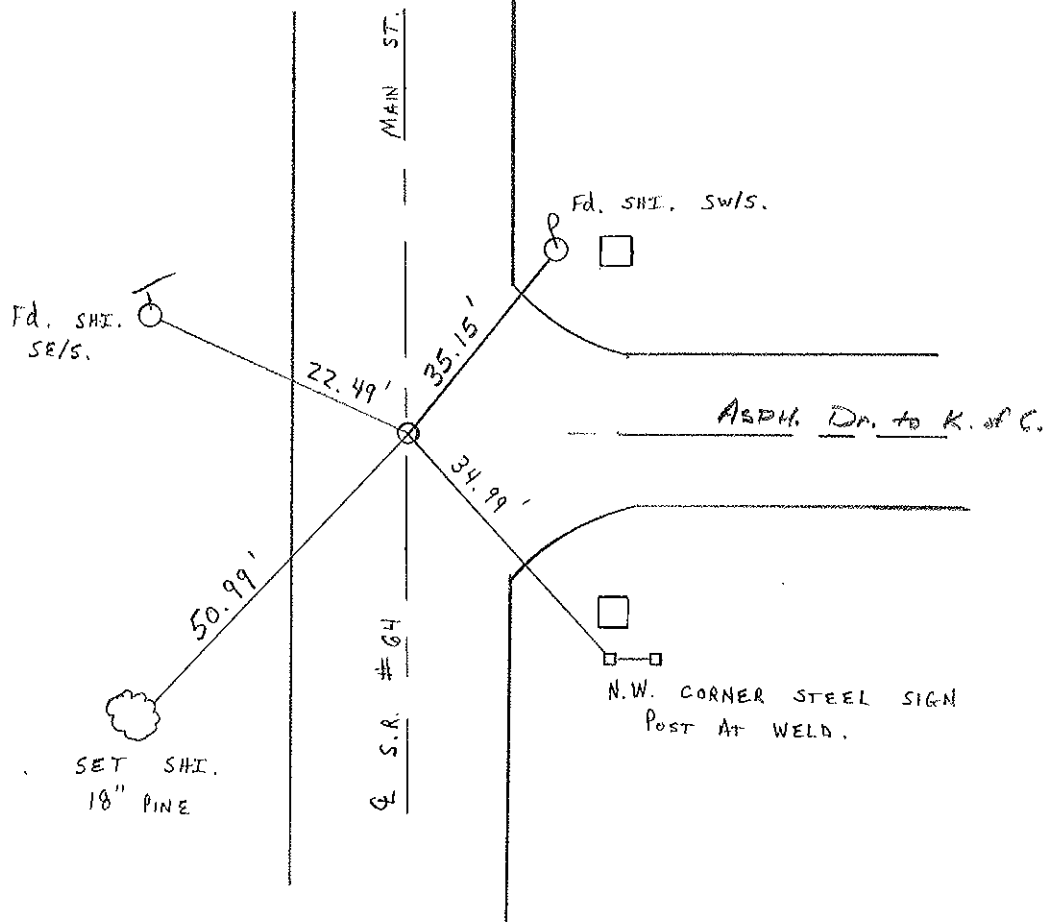 MAIN ST.
Fd. SHI. SW/S.
Fd. SHI.
SE/S.
22.49'
35.15'
ASPH. Dr. to K. of C.
34.99'
50.99'
℄ S.R. #64
N.W. CORNER STEEL SIGN
POST AT WELD.
SET SHI.
18" PINE